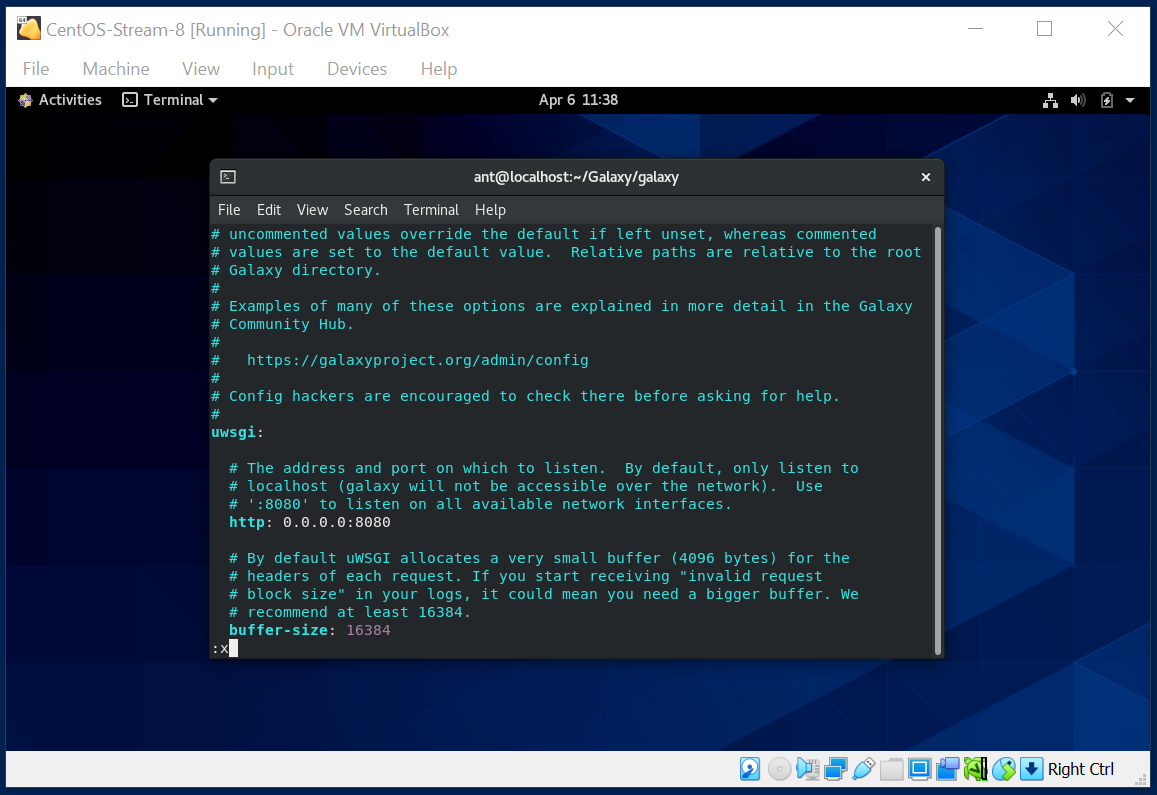 CentOS-Stream-8 [Running] - Oracle VM VirtualBox
File Machine View Input Devices Help
Activities Terminal Apr 6 11:38
ant@localhost:~/Galaxy/galaxy
File Edit View Search Terminal Help
# uncommented values override the default if left unset, whereas commented
# values are set to the default value.  Relative paths are relative to the root
# Galaxy directory.
#
# Examples of many of these options are explained in more detail in the Galaxy
# Community Hub.
#
#   https://galaxyproject.org/admin/config
#
# Config hackers are encouraged to check there before asking for help.
#
uwsgi:
  # The address and port on which to listen.  By default, only listen to
  # localhost (galaxy will not be accessible over the network).  Use
  # ':8080' to listen on all available network interfaces.
  http: 0.0.0.0:8080
  # By default uWSGI allocates a very small buffer (4096 bytes) for the
  # headers of each request. If you start receiving "invalid request
  # block size" in your logs, it could mean you need a bigger buffer. We
  # recommend at least 16384.
  buffer-size: 16384
:x
Right Ctrl